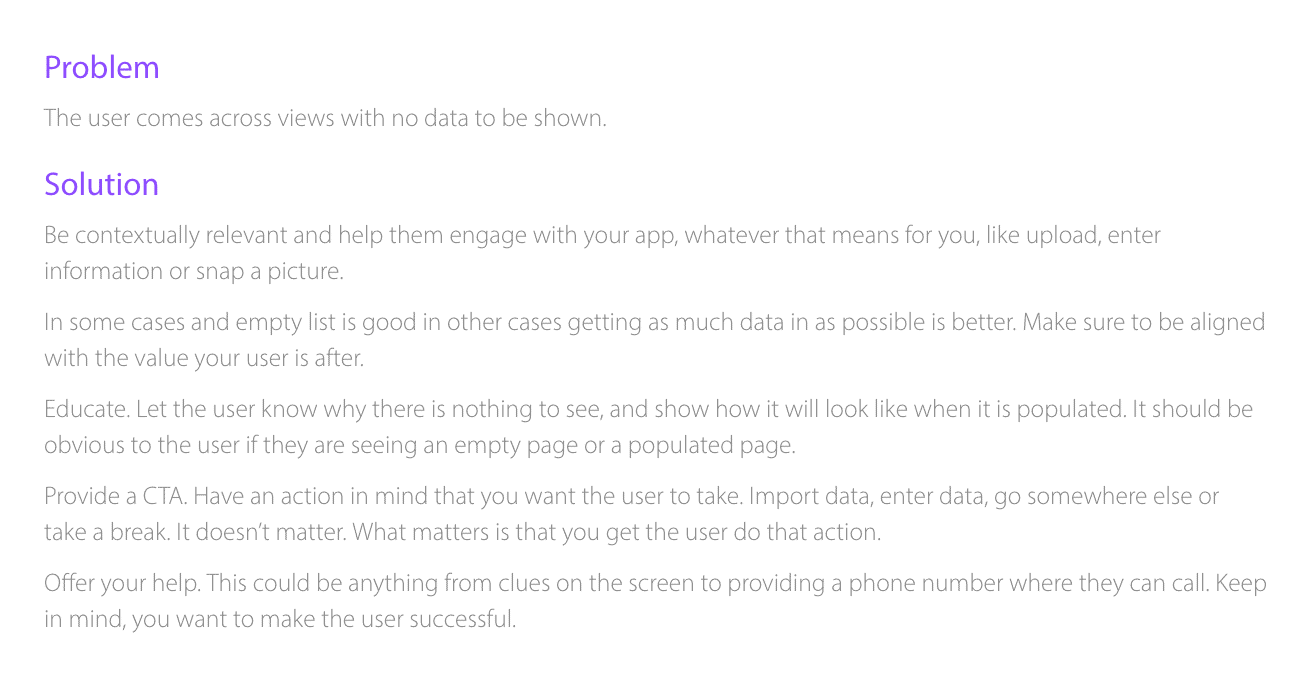 Problem
The user comes across views with no data to be shown.
Solution
Be contextually relevant and help them engage with your app, whatever that means for you, like upload, enter
information or snap a picture.
In some cases and empty list is good in other cases getting as much data in as possible is better. Make sure to be aligned
with the value your user is after.
Educate. Let the user know why there is nothing to see, and show how it will look like when it is populated. It should be
obvious to the user if they are seeing an empty page or a populated page.
Provide a CTA. Have an action in mind that you want the user to take. Import data, enter data, go somewhere else or
take a break. It doesn’t matter. What matters is that you get the user do that action.
Offer your help. This could be anything from clues on the screen to providing a phone number where they can call. Keep
in mind, you want to make the user successful.